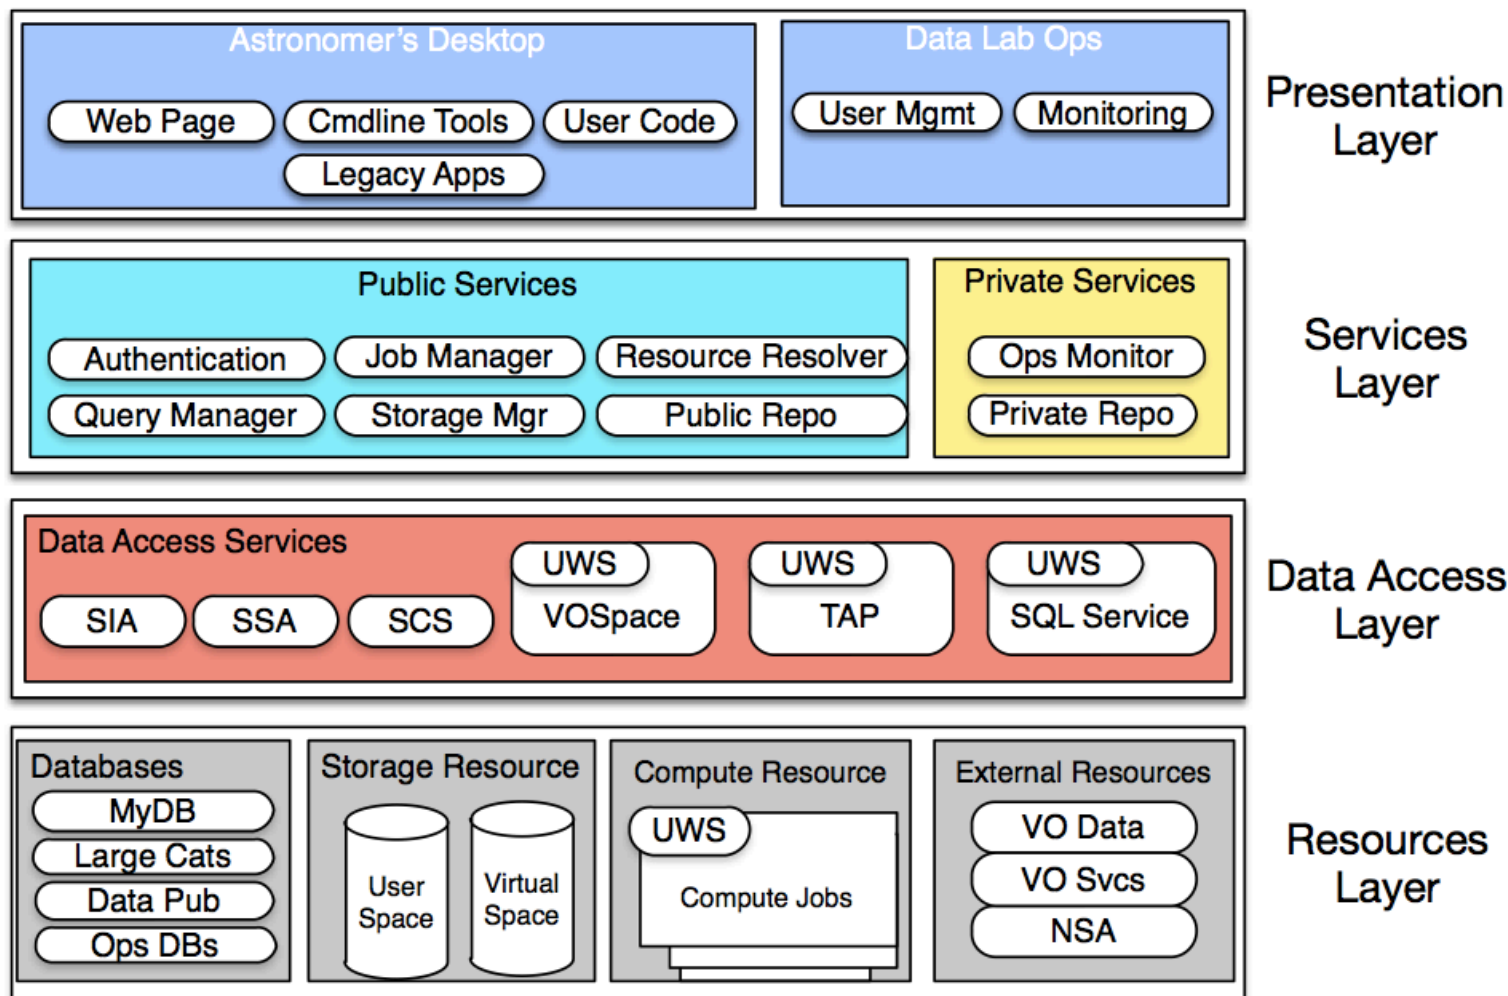 Astronomer's Desktop
Web Page
Cmdline Tools
User Code
Legacy Apps
Data Lab Ops
User Mgmt
Monitoring
Presentation
Layer
Public Services
Authentication
Job Manager
Resource Resolver
Query Manager
Storage Mgr
Public Repo
Private Services
Ops Monitor
Private Repo
Services
Layer
Data Access Services
SIA
SSA
SCS
UWS
VOSpace
UWS
TAP
UWS
SQL Service
Data Access
Layer
Databases
MyDB
Large Cats
Data Pub
Ops DBs
Storage Resource
User
Space
Virtual
Space
Compute Resource
UWS
Compute Jobs
External Resources
VO Data
VO Svcs
NSA
Resources
Layer